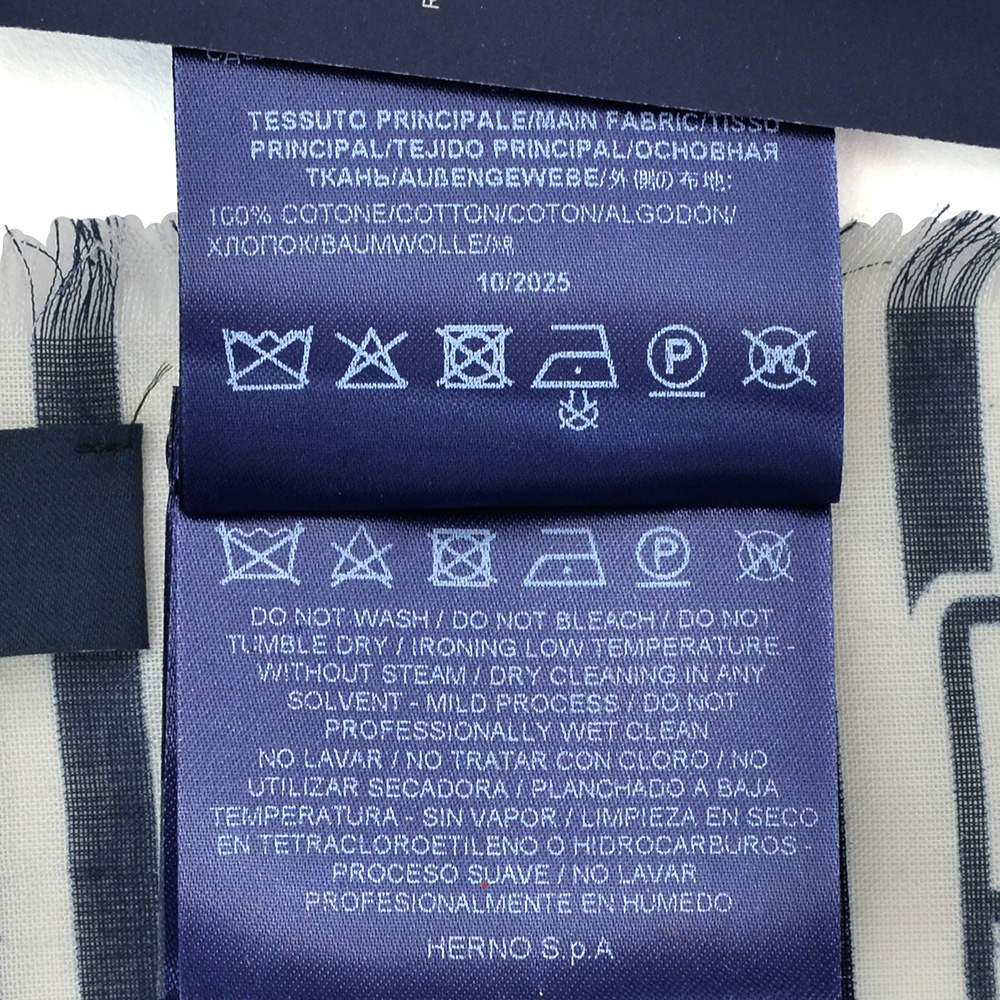 TESSUTO PRINCIPALE/MAIN FABRIC/TISSU
PRINCIPAL/TEJIDO PRINCIPAL/ОСНОВНАЯ
ТКАНЬ/AUßENGEWEBE/外側の布地:
100% COTONE/COTTON/COTON/ALGODÓN/
ХЛОПОК/BAUMWOLLE/綿
10/2025
P
W
P
W
DO NOT WASH / DO NOT BLEACH / DO NOT
TUMBLE DRY / IRONING LOW TEMPERATURE -
WITHOUT STEAM / DRY CLEANING IN ANY
SOLVENT - MILD PROCESS / DO NOT
PROFESSIONALLY WET CLEAN
NO LAVAR / NO TRATAR CON CLORO / NO
UTILIZAR SECADORA / PLANCHADO A BAJA
TEMPERATURA - SIN VAPOR / LIMPIEZA EN SECO
EN TETRACLOROETILENO O HIDROCARBUROS -
PROCESO SUAVE / NO LAVAR
PROFESIONALMENTE EN HUMEDO
HERNO S.p.A